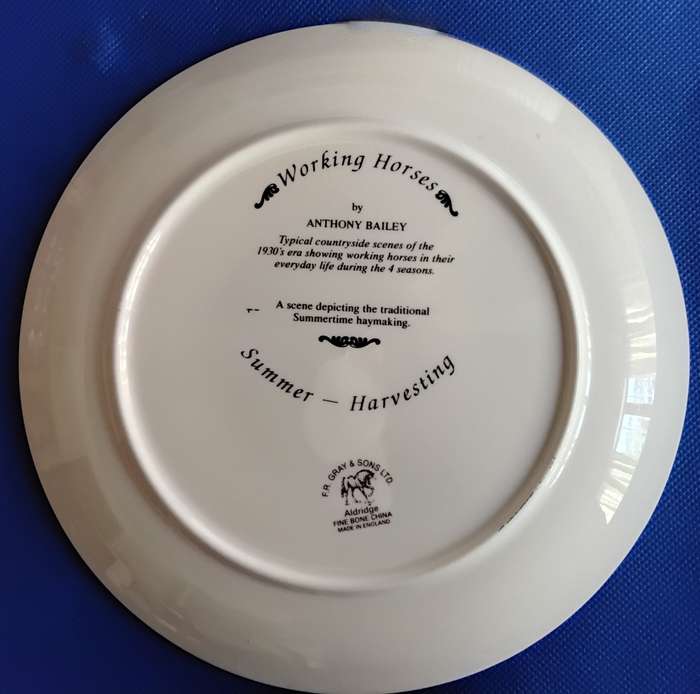 Working Horses
by
ANTHONY BAILEY
Typical countryside scenes of the
1930's era showing working horses in their
everyday life during the 4 seasons.
A scene depicting the traditional
Summertime haymaking.
Summer — Harvesting
F.R. GRAY & SONS LTD.
Aldridge
FINE BONE CHINA
MADE IN ENGLAND